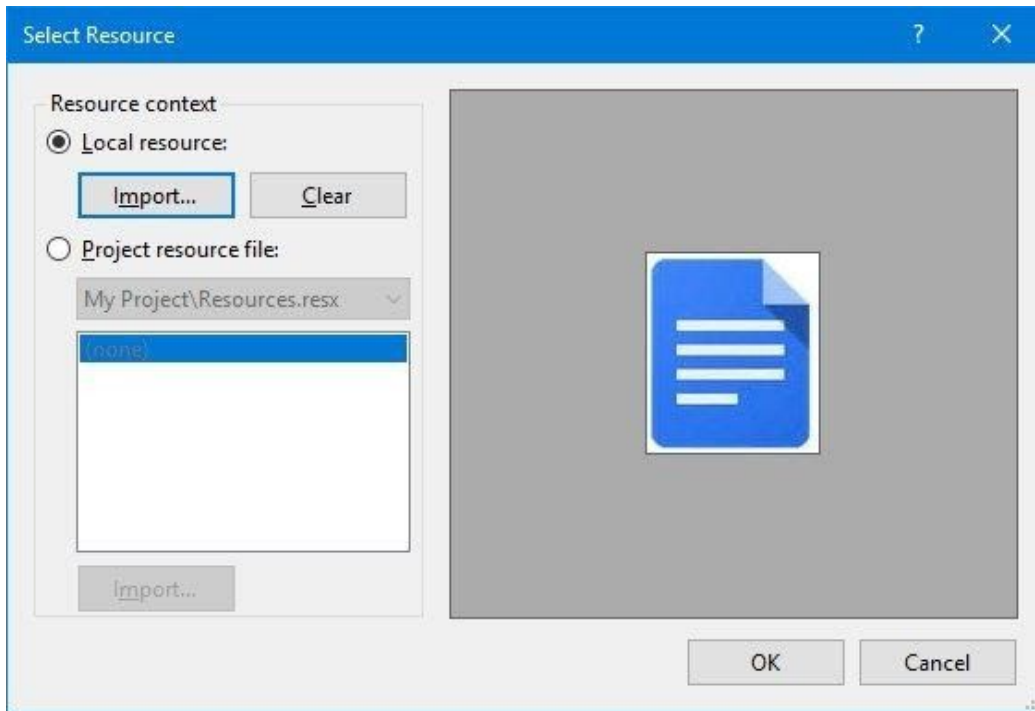 Select Resource
?
Resource context
Local resource:
Import...
Clear
Project resource file:
My Project\Resources.resx
(none)
Import...
OK
Cancel